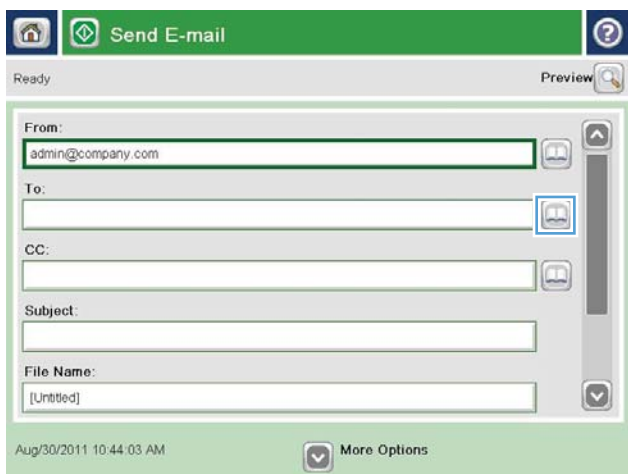 Send E-mail
?
Ready
Preview
From:
admin@company.com
To:
CC:
Subject:
File Name:
[Untitled]
Aug/30/2011 10:44:03 AM
More Options